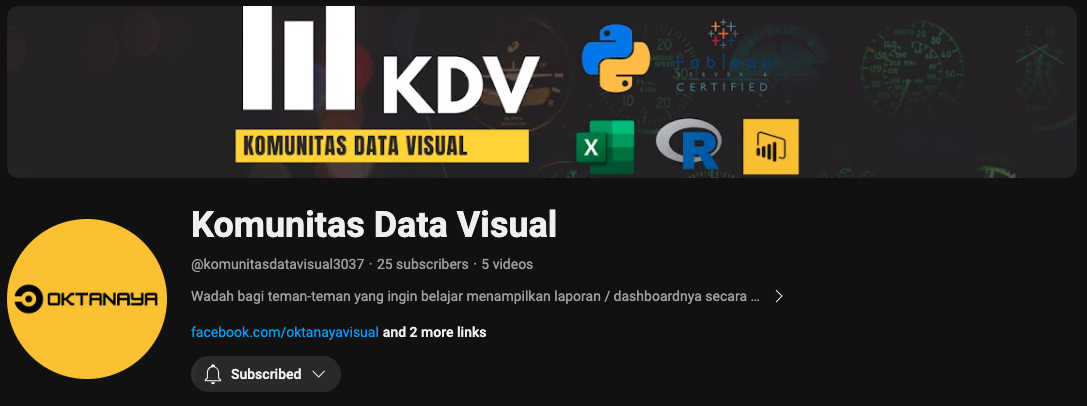 KDV
KOMUNITAS DATA VISUAL
tableau
SERVER
CERTIFIED
X
R
Komunitas Data Visual
@komunitasdatavisual3037 · 25 subscribers · 5 videos
OKTANAYA
Wadah bagi teman-teman yang ingin belajar menampilkan laporan / dashboardnya secara ...
facebook.com/oktanayavisual and 2 more links
Subscribed